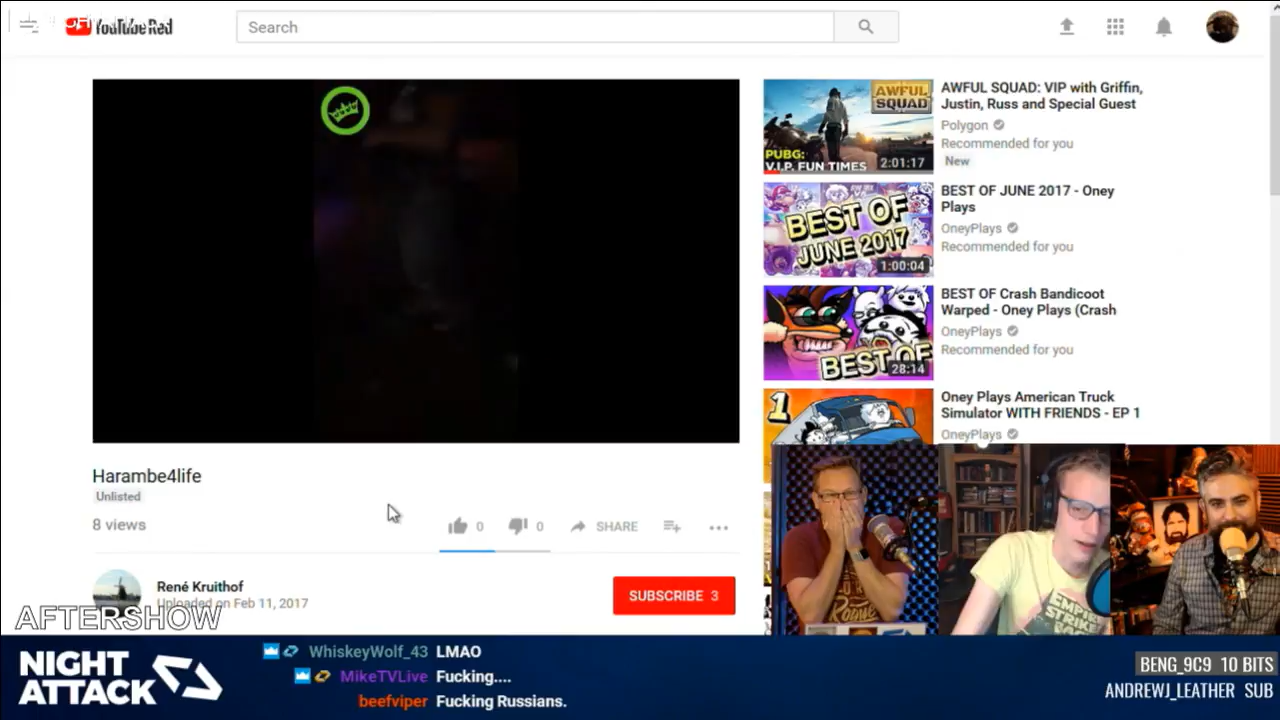 YouTube Red
Search
AWFUL SQUAD
PUBG:
V.I.P. FUN TIMES
2:01:17
AWFUL SQUAD: VIP with Griffin,
Justin, Russ and Special Guest
Polygon
Recommended for you
New
BEST OF
JUNE 2017
1:00:04
BEST OF JUNE 2017 - Oney
Plays
OneyPlays
Recommended for you
BEST OF
28:14
BEST OF Crash Bandicoot
Warped - Oney Plays (Crash
OneyPlays
Recommended for you
1
Oney Plays American Truck
Simulator WITH FRIENDS - EP 1
OneyPlays
Harambe4life
Unlisted
8 views
0
0
SHARE
René Kruithof
Uploaded on Feb 11, 2017
SUBSCRIBE 3
AFTERSHOW
NIGHT
ATTACK
WhiskeyWolf_43 LMAO
MikeTVLive Fucking....
beefviper Fucking Russians.
BENG_9C9 10 BITS
ANDREWJ_LEATHER SUB